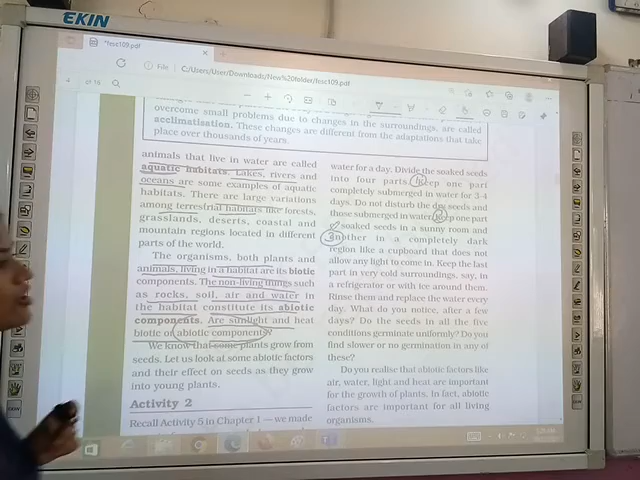 EKIN
fesc109.pdf
of 18
File
C:/Users/User/Downloads/New%20folder/fesc109.pdf
overcome small problems due to changes in the surroundings, are called
acclimatisation. These changes are different from the adaptations that take
place over thousands of years.
animals that live in water are called
aquatic habitats. Lakes, rivers and
oceans are some examples of aquatic
habitats. There are large variations
among terrestrial habitats like forests,
grasslands, deserts, coastal and
mountain regions located in different
parts of the world.
The organisms, both plants and
animals, living in a habitat are its biotic
components. The non-living things such
as rocks, soil, air and water in
the habitat constitute its abiotic
components. Are sunlight and heat
biotic or abiotic components?
We know that some plants grow from
seeds. Let us look at some abiotic factors
and their effect on seeds as they grow
into young plants.
Activity 2
Recall Activity 5 in Chapter 1 — we made
water for a day. Divide the soaked seeds
into four parts. Keep one part
completely submerged in water for 3-4
days. Do not disturb the dry seeds and
those submerged in water. Keep one part
soaked seeds in a sunny room and
another in a completely dark
region like a cupboard that does not
allow any light to come in. Keep the last
part in very cold surroundings, say, in
a refrigerator or with ice around them.
Rinse them and replace the water every
day. What do you notice, after a few
days? Do the seeds in all the five
conditions germinate uniformly? Do you
find slower or no germination in any of
these?
Do you realise that abiotic factors like
air, water, light and heat are important
for the growth of plants. In fact, abiotic
factors are important for all living
organisms.